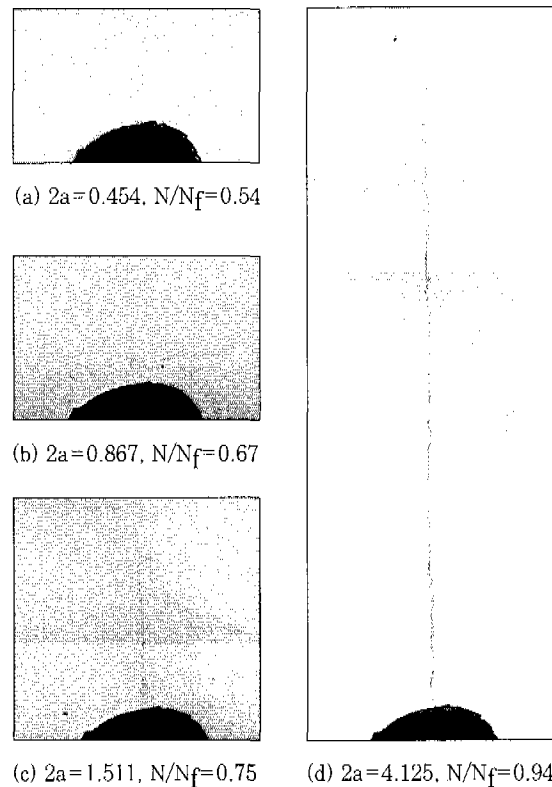 (a) 2a=0.454, N/Nf=0.54
(b) 2a=0.867, N/Nf=0.67
(c) 2a=1.511, N/Nf=0.75
(d) 2a=4.125, N/Nf=0.94